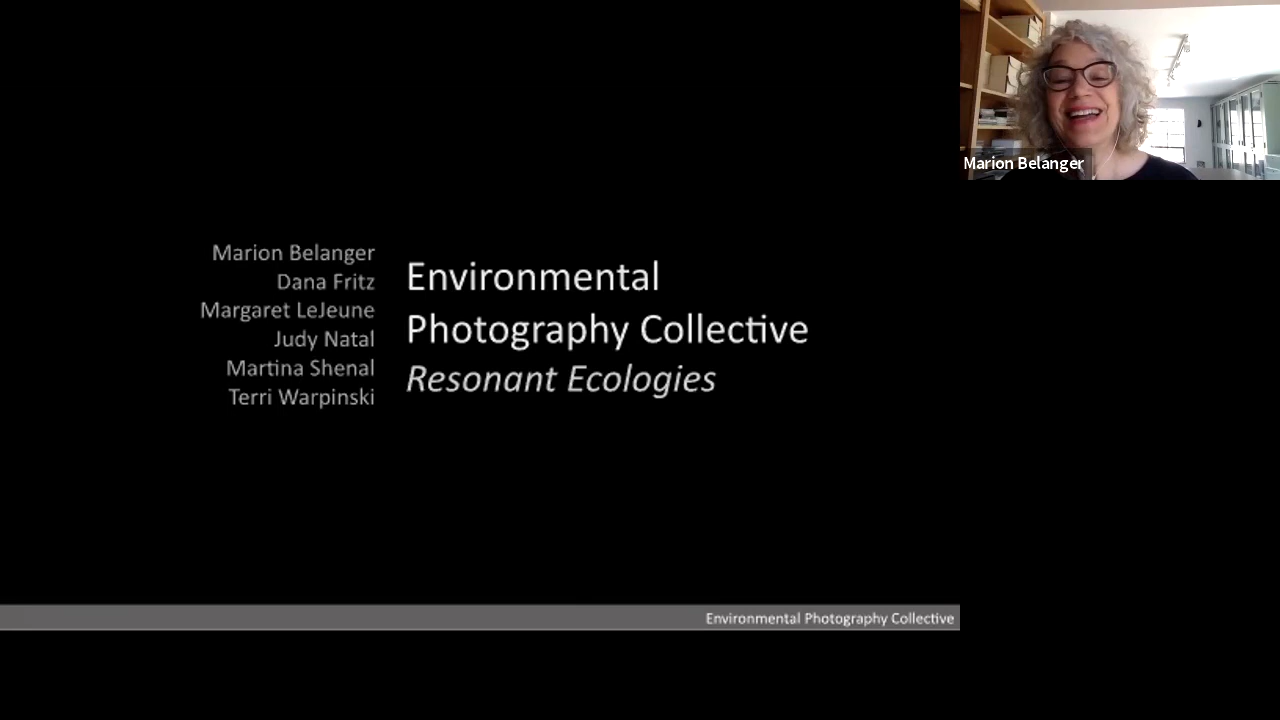 Marion Belanger
Marion Belanger
Dana Fritz
Margaret LeJeune
Judy Natal
Martina Shenal
Terri Warpinski
Environmental
Photography Collective
Resonant Ecologies
Environmental Photography Collective